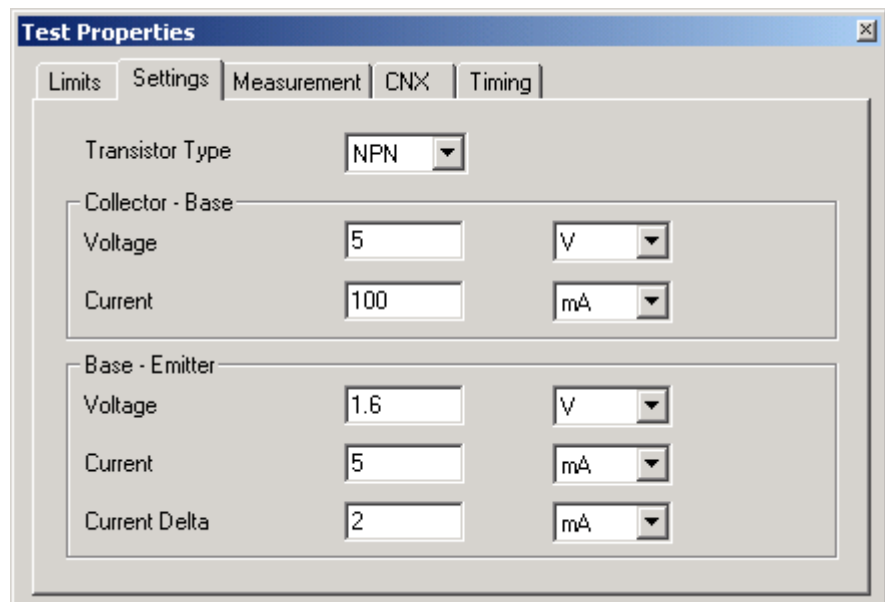 Test Properties
Limits Settings Measurement CNX Timing
Transistor Type NPN
Collector - Base
Voltage 5 V
Current 100 mA
Base - Emitter
Voltage 1.6 V
Current 5 mA
Current Delta 2 mA